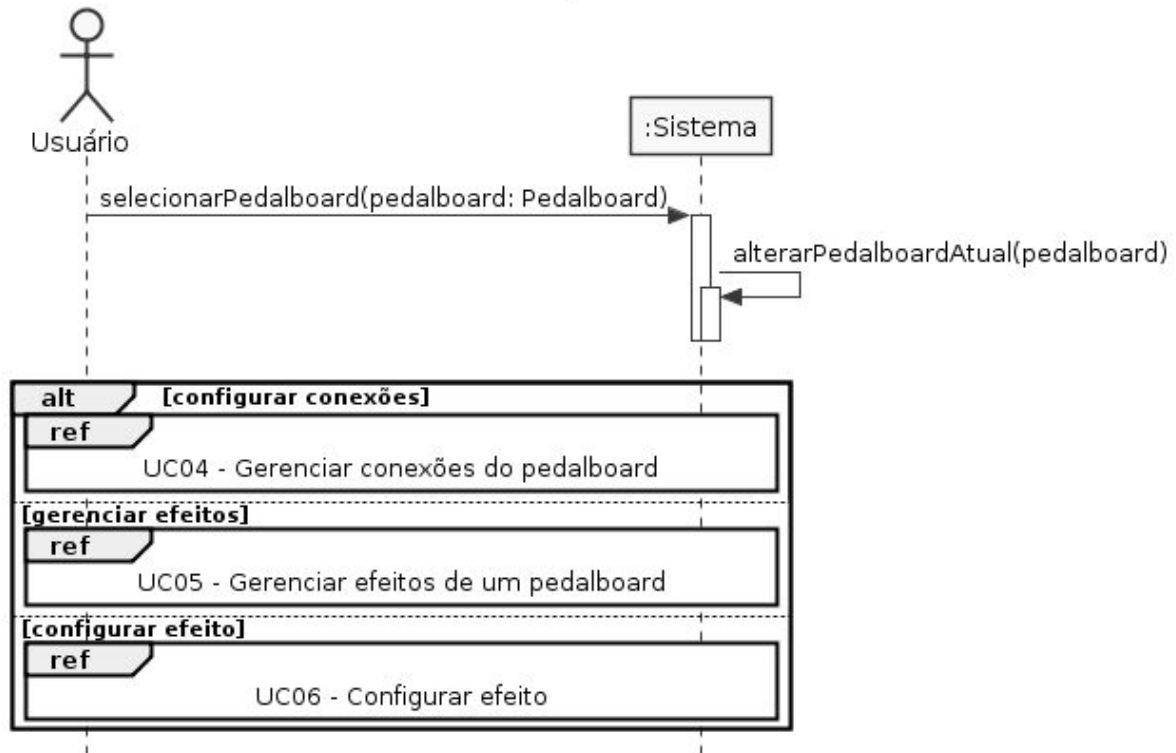 Usuário
:Sistema
selecionarPedalboard(pedalboard: Pedalboard)
alterarPedalboardAtual(pedalboard)
alt [configurar conexões]
ref
UC04 - Gerenciar conexões do pedalboard
[gerenciar efeitos]
ref
UC05 - Gerenciar efeitos de um pedalboard
[configurar efeito]
ref
UC06 - Configurar efeito